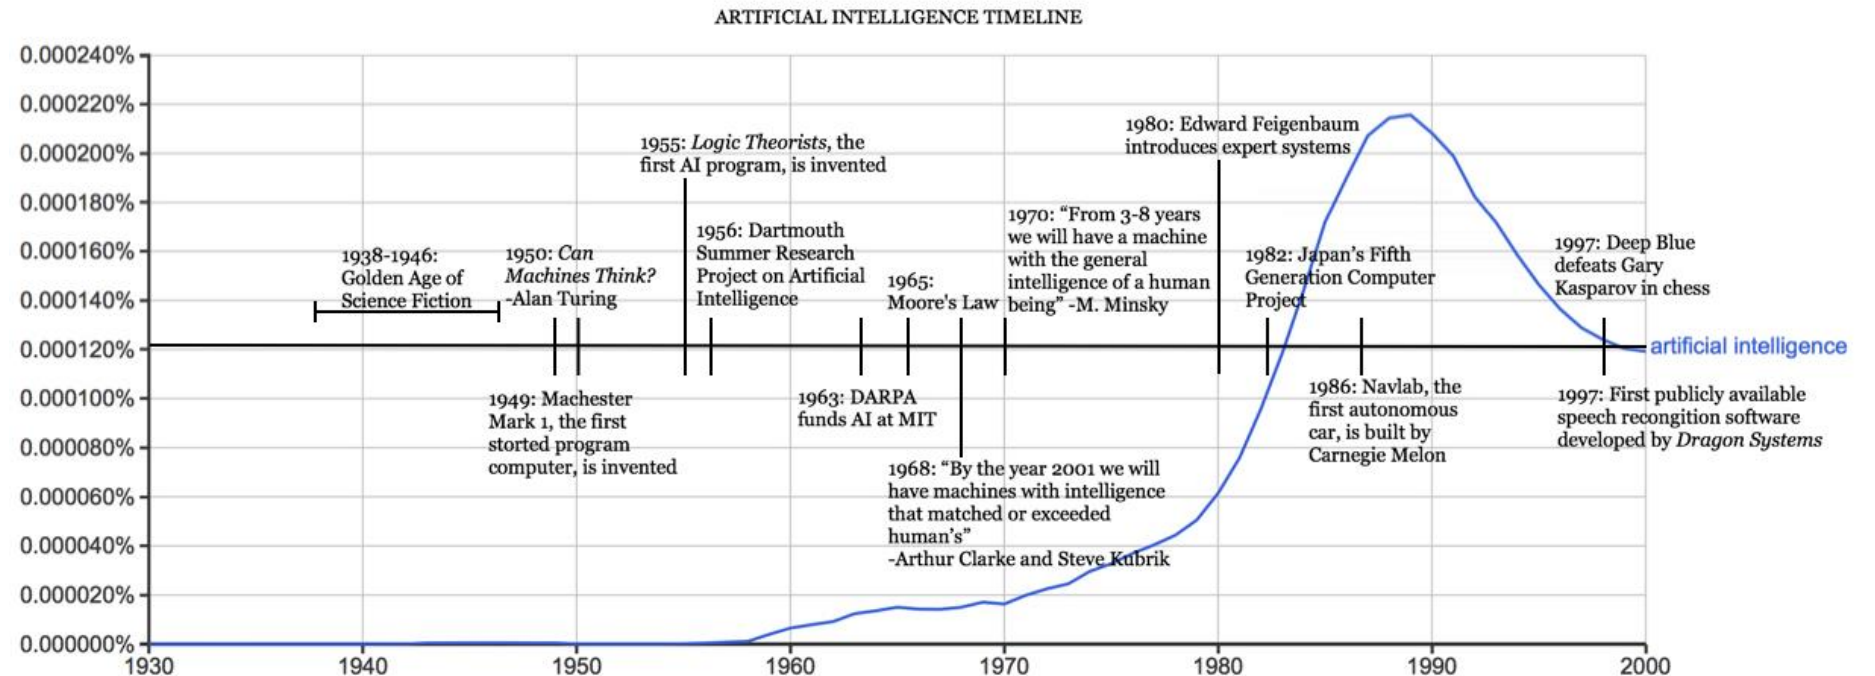 ARTIFICIAL INTELLIGENCE TIMELINE
0.000240%
0.000220%
0.000200%
0.000180%
0.000160%
0.000140%
0.000120%
0.000100%
0.000080%
0.000060%
0.000040%
0.000020%
0.000000%
1938-1946:
Golden Age of
Science Fiction
1950: Can
Machines Think?
-Alan Turing
1949: Machester
Mark 1, the first
storted program
computer, is invented
1955: Logic Theorists, the
first AI program, is invented
1956: Dartmouth
Summer Research
Project on Artificial
Intelligence
1963: DARPA
funds AI at MIT
1965:
Moore's Law
1968: “By the year 2001 we will
have machines with intelligence
that matched or exceeded
human’s”
-Arthur Clarke and Steve Kubrik
1970: “From 3-8 years
we will have a machine
with the general
intelligence of a human
being” -M. Minsky
1980: Edward Feigenbaum
introduces expert systems
1982: Japan’s Fifth
Generation Computer
Project
1986: Navlab, the
first autonomous
car, is built by
Carnegie Melon
1997: Deep Blue
defeats Gary
Kasparov in chess
artificial intelligence
1997: First publicly available
speech recongition software
developed by Dragon Systems
1930
1940
1950
1960
1970
1980
1990
2000